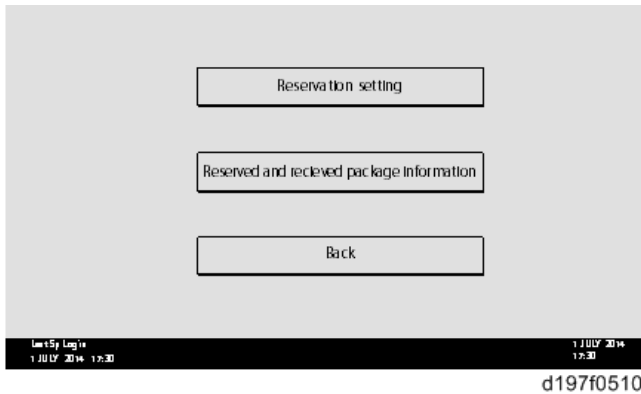 Reservation setting
Reserved and recieved package information
Back
Last Sp Login
1 JULY 2014 17:30
1 JULY 2014
17:30
d197f0510